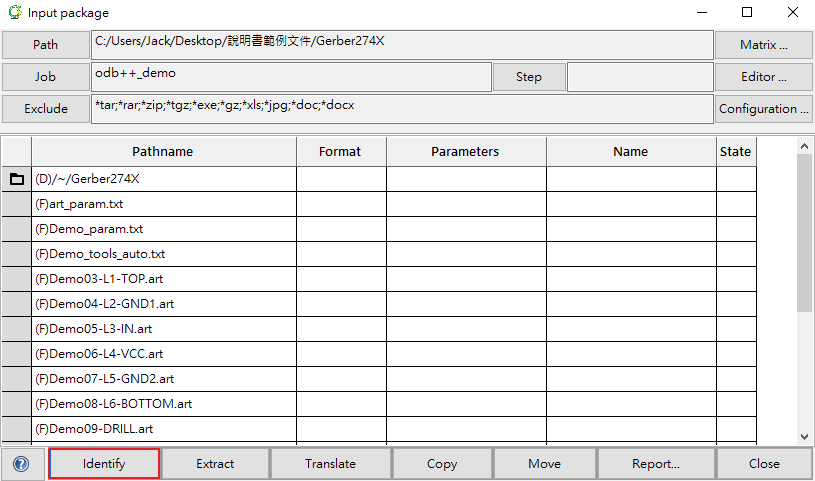 Input package
Path C:/Users/Jack/Desktop/說明書範例文件/Gerber274X Matrix ...
Job odb++_demo Step Editor ...
Exclude *tar;*rar;*zip;*tgz;*exe;*gz;*xls;*jpg;*doc;*docx Configuration ...
Pathname Format Parameters Name State
(D)/~/Gerber274X
(F)art_param.txt
(F)Demo_param.txt
(F)Demo_tools_auto.txt
(F)Demo03-L1-TOP.art
(F)Demo04-L2-GND1.art
(F)Demo05-L3-IN.art
(F)Demo06-L4-VCC.art
(F)Demo07-L5-GND2.art
(F)Demo08-L6-BOTTOM.art
(F)Demo09-DRILL.art
? Identify Extract Translate Copy Move Report... Close